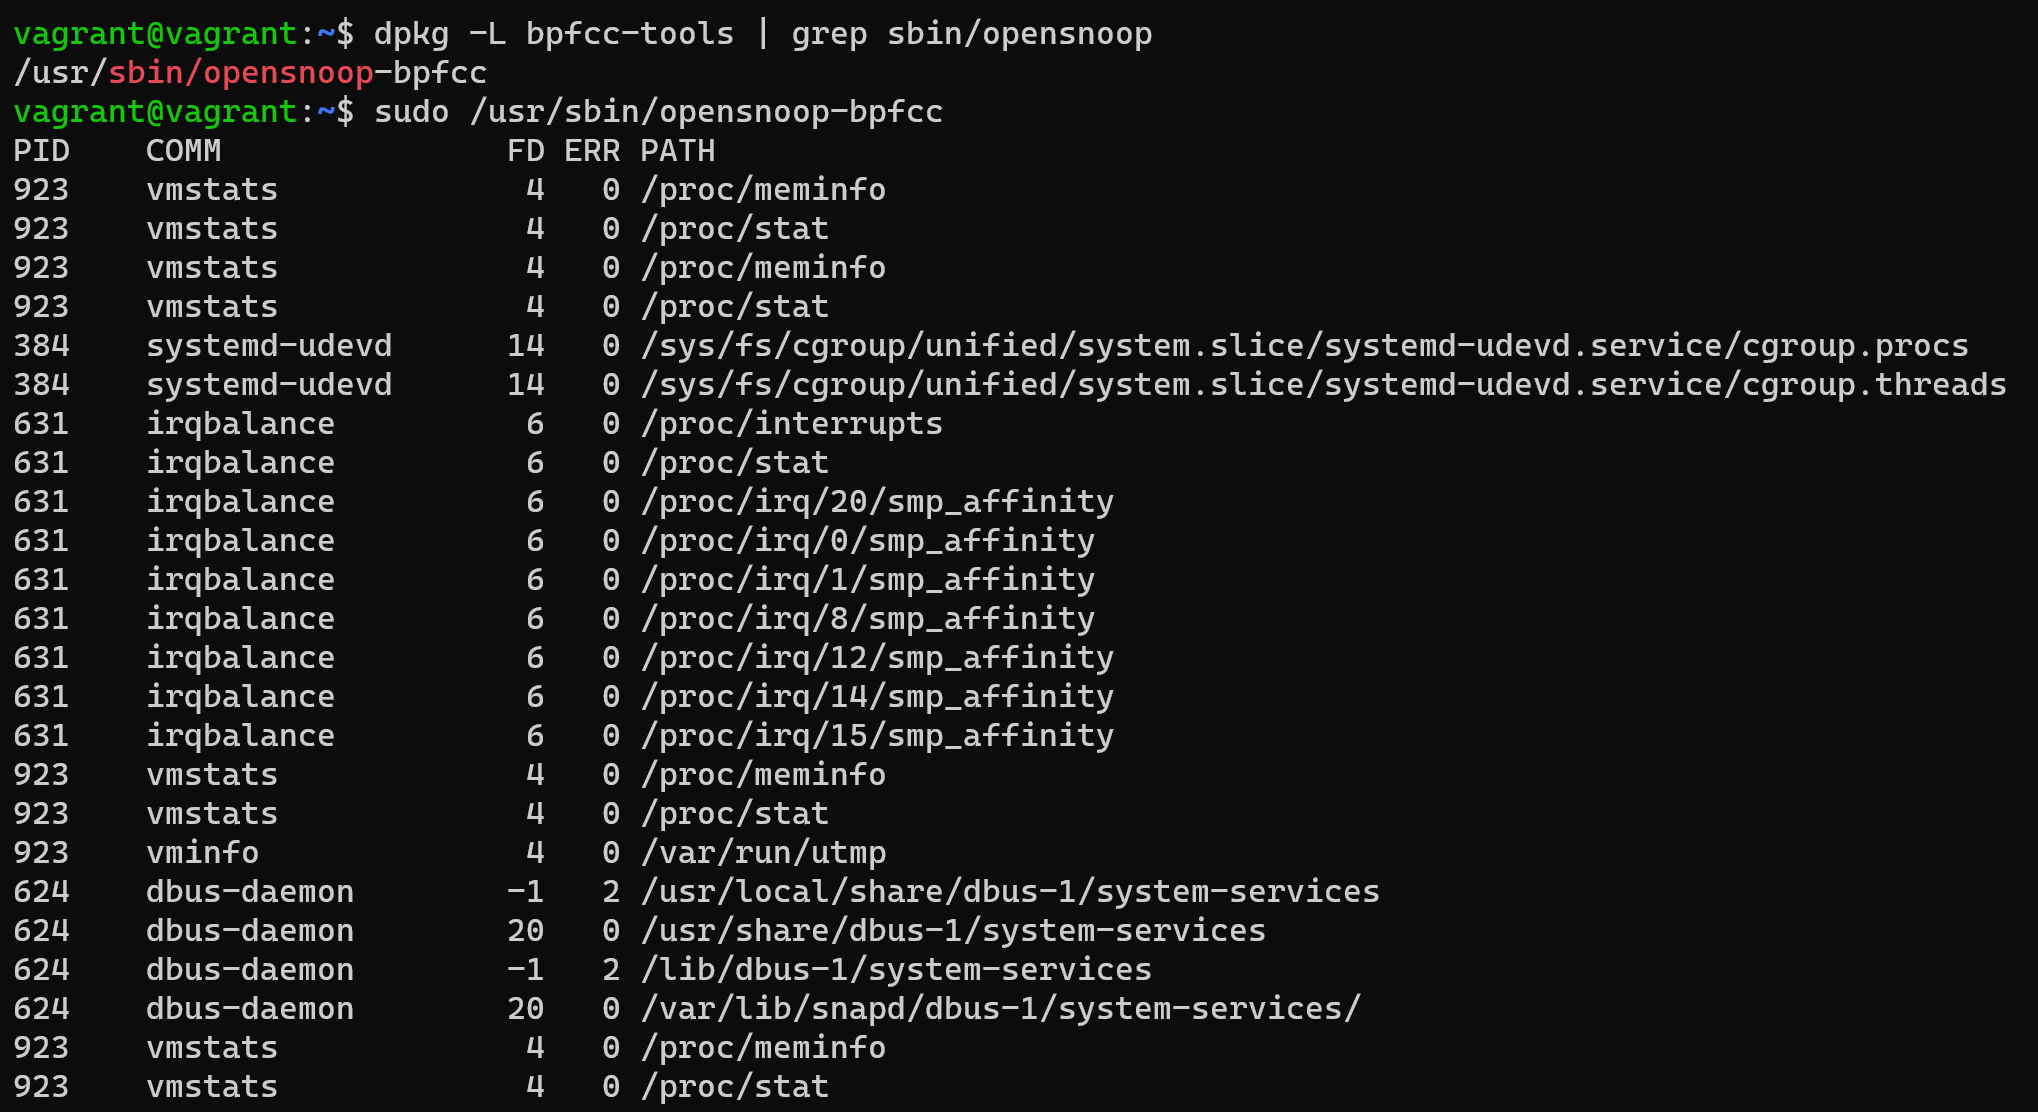 vagrant@vagrant:~$ dpkg -L bpfcc-tools | grep sbin/opensnoop
/usr/sbin/opensnoop-bpfcc
vagrant@vagrant:~$ sudo /usr/sbin/opensnoop-bpfcc
PID    COMM               FD ERR PATH
923    vmstats             4   0 /proc/meminfo
923    vmstats             4   0 /proc/stat
923    vmstats             4   0 /proc/meminfo
923    vmstats             4   0 /proc/stat
384    systemd-udevd      14   0 /sys/fs/cgroup/unified/system.slice/systemd-udevd.service/cgroup.procs
384    systemd-udevd      14   0 /sys/fs/cgroup/unified/system.slice/systemd-udevd.service/cgroup.threads
631    irqbalance          6   0 /proc/interrupts
631    irqbalance          6   0 /proc/stat
631    irqbalance          6   0 /proc/irq/20/smp_affinity
631    irqbalance          6   0 /proc/irq/0/smp_affinity
631    irqbalance          6   0 /proc/irq/1/smp_affinity
631    irqbalance          6   0 /proc/irq/8/smp_affinity
631    irqbalance          6   0 /proc/irq/12/smp_affinity
631    irqbalance          6   0 /proc/irq/14/smp_affinity
631    irqbalance          6   0 /proc/irq/15/smp_affinity
923    vmstats             4   0 /proc/meminfo
923    vmstats             4   0 /proc/stat
923    vminfo              4   0 /var/run/utmp
624    dbus-daemon        -1   2 /usr/local/share/dbus-1/system-services
624    dbus-daemon        20   0 /usr/share/dbus-1/system-services
624    dbus-daemon        -1   2 /lib/dbus-1/system-services
624    dbus-daemon        20   0 /var/lib/snapd/dbus-1/system-services/
923    vmstats             4   0 /proc/meminfo
923    vmstats             4   0 /proc/stat